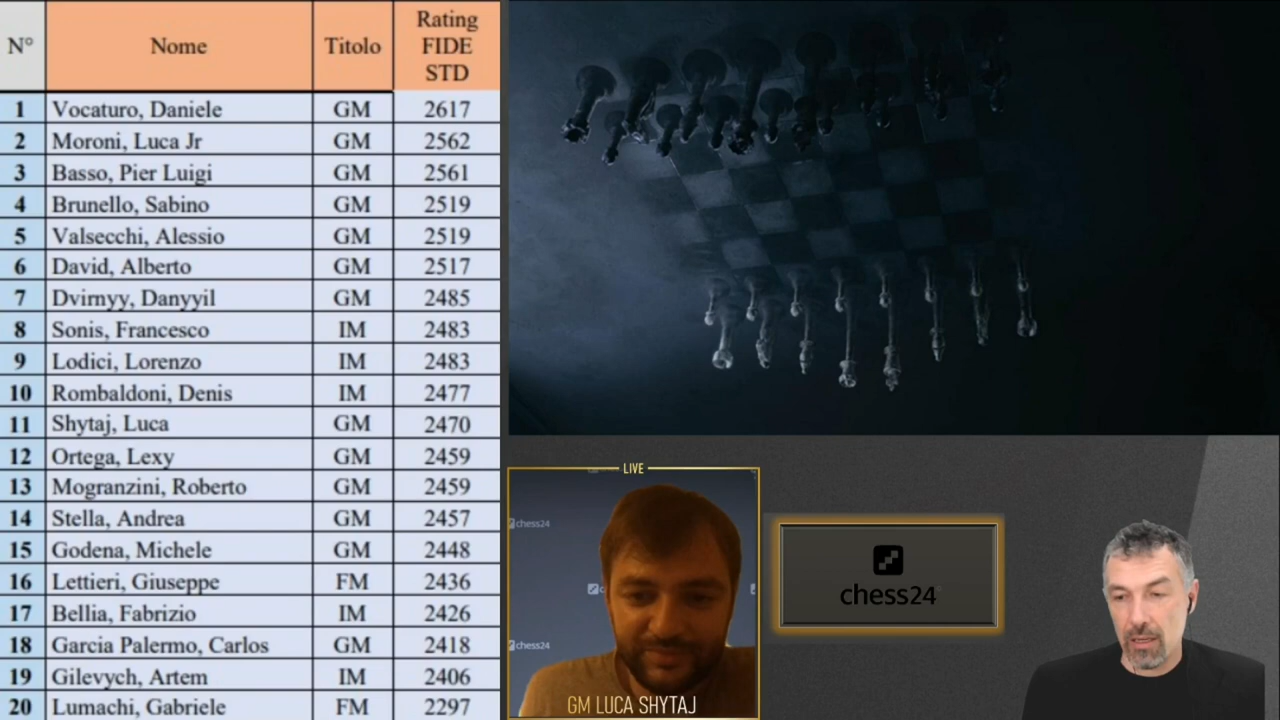 N° Nome Titolo Rating FIDE STD
1 Vocaturo, Daniele GM 2617
2 Moroni, Luca Jr GM 2562
3 Basso, Pier Luigi GM 2561
4 Brunello, Sabino GM 2519
5 Valsecchi, Alessio GM 2519
6 David, Alberto GM 2517
7 Dvirnyy, Danyyil GM 2485
8 Sonis, Francesco IM 2483
9 Lodici, Lorenzo IM 2483
10 Rombaldoni, Denis IM 2477
11 Shytaj, Luca GM 2470
12 Ortega, Lexy GM 2459
13 Mogranzini, Roberto GM 2459
14 Stella, Andrea GM 2457
15 Godena, Michele GM 2448
16 Lettieri, Giuseppe FM 2436
17 Bellia, Fabrizio IM 2426
18 Garcia Palermo, Carlos GM 2418
19 Gilevych, Artem IM 2406
20 Lumachi, Gabriele FM 2297
LIVE
chess24
chess24
GM LUCA SHYTAJ
chess24